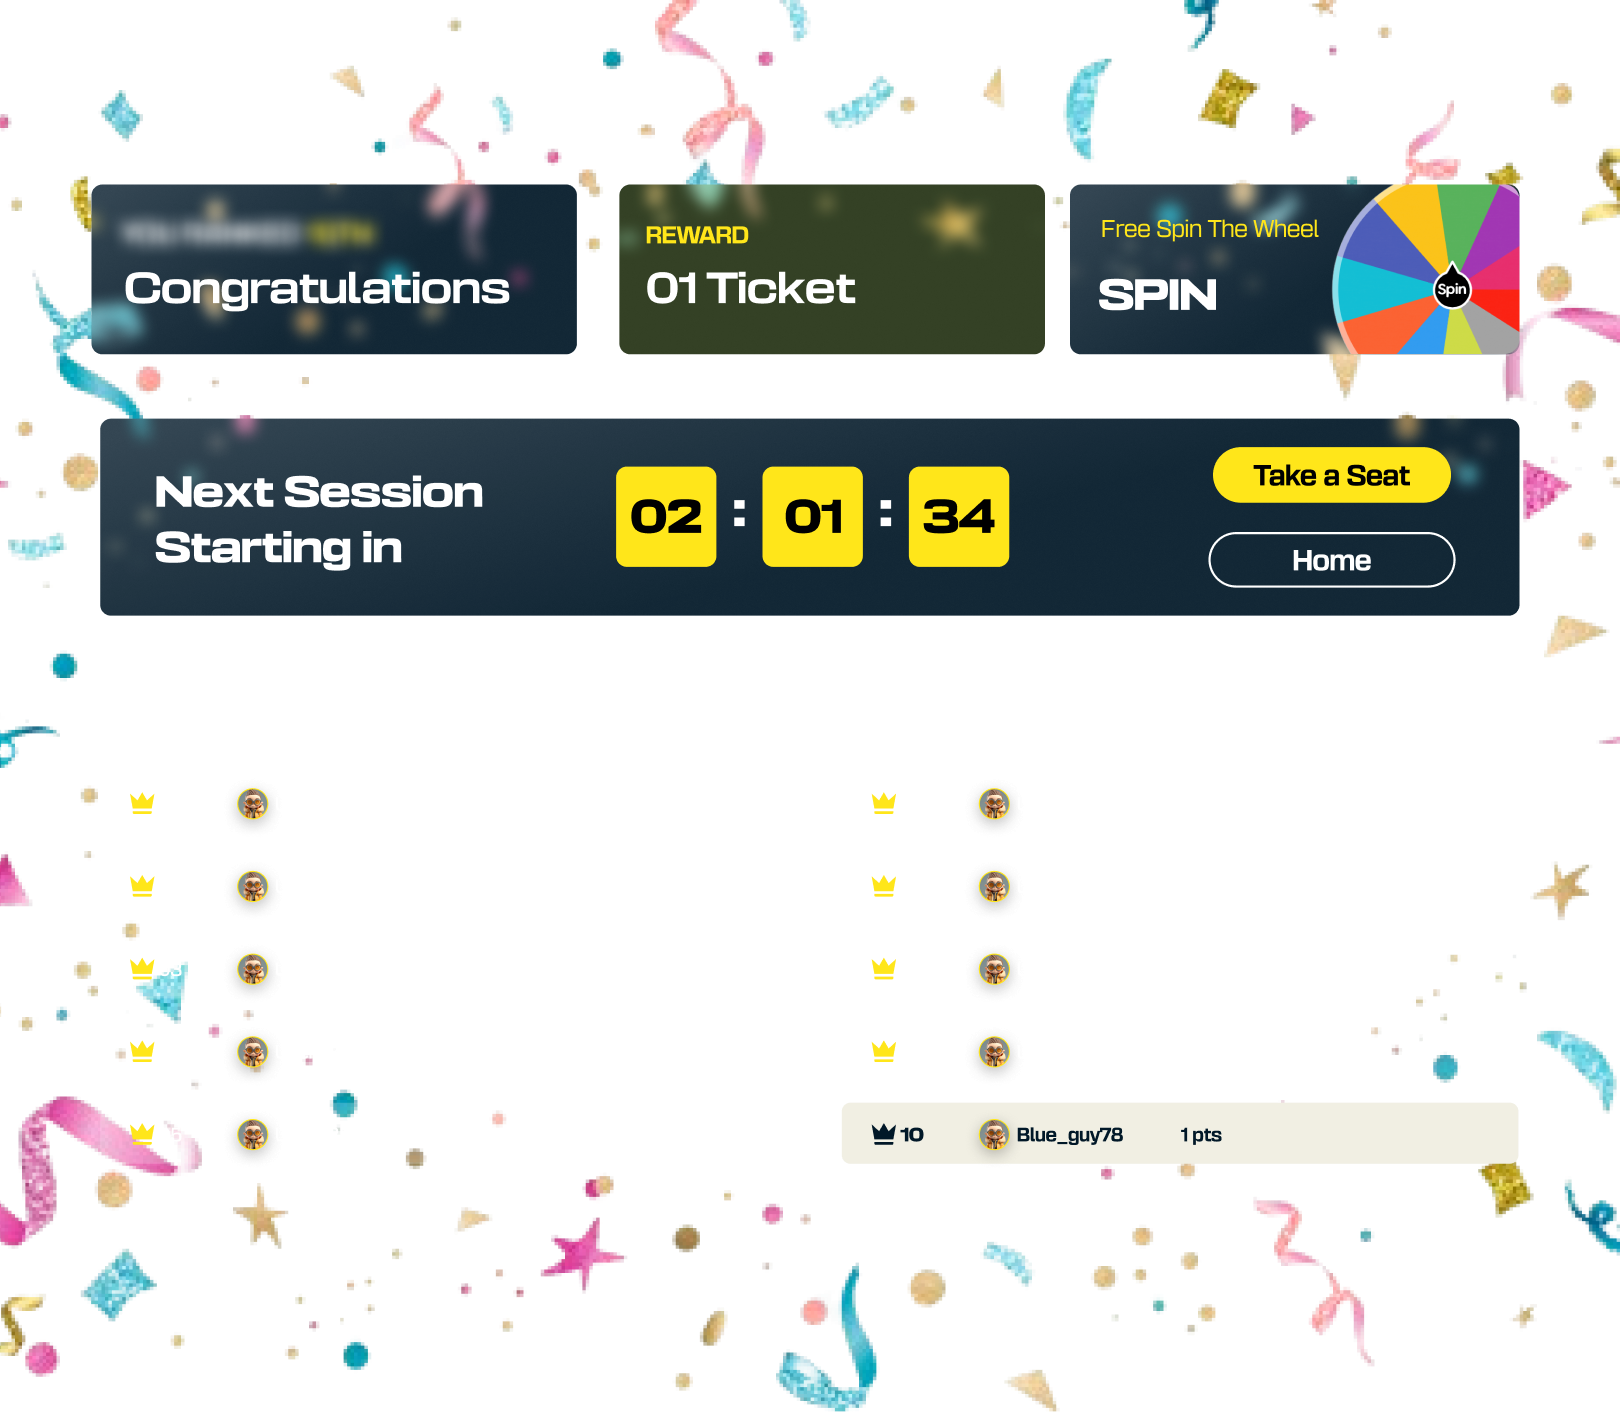 Congratulations
REWARD
01 Ticket
Free Spin The Wheel
SPIN
Spin
Next Session
Starting in
02 : 01 : 34
Take a Seat
Home
10 Blue_guy78 1 pts